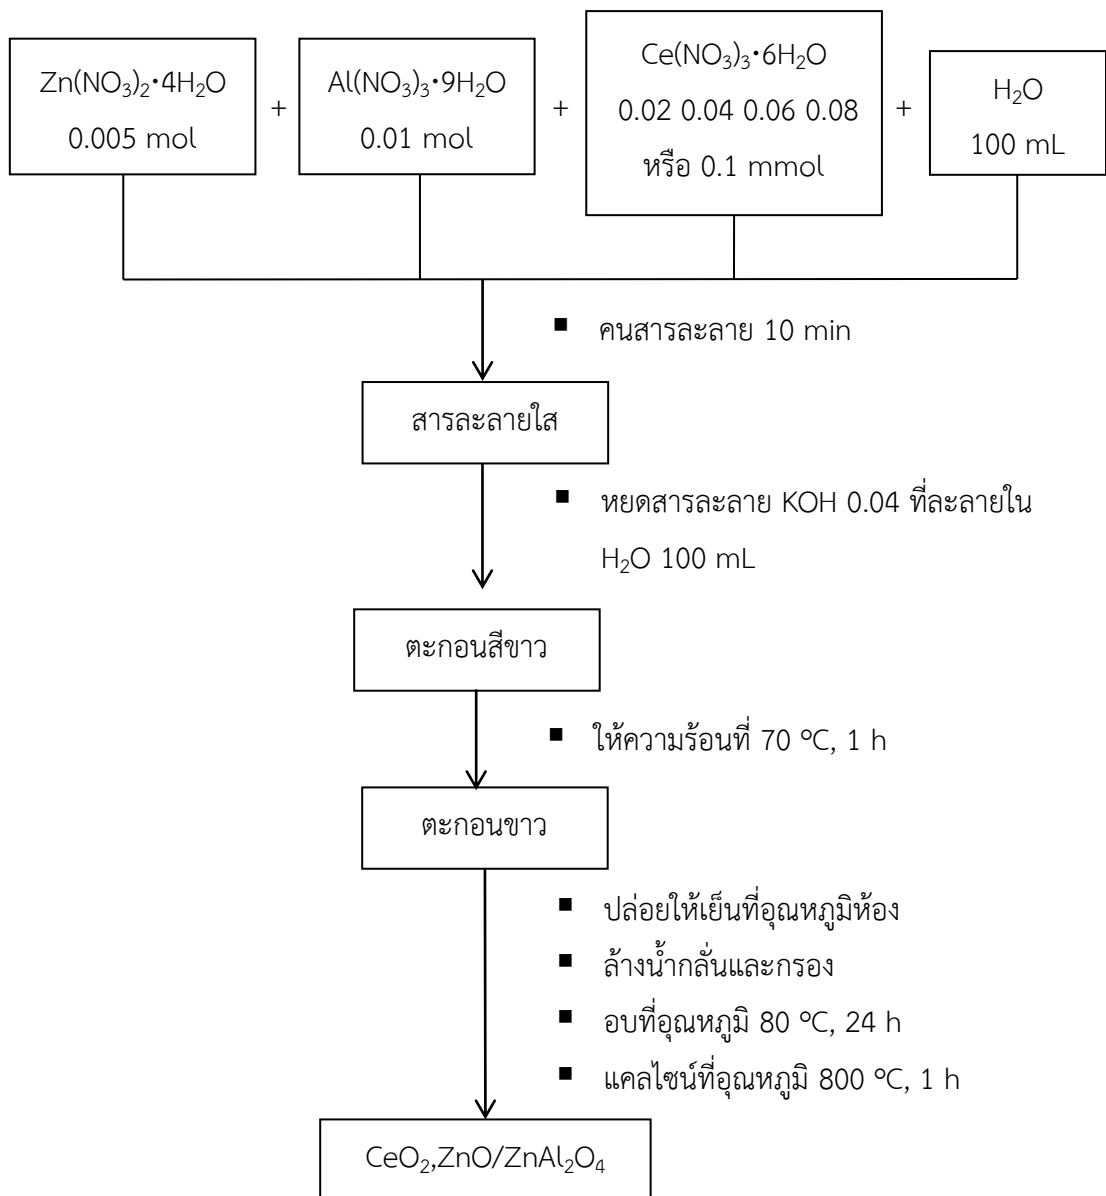 Zn(NO₃)₂•4H₂O
0.005 mol
+
Al(NO₃)₃•9H₂O
0.01 mol
+
Ce(NO₃)₃•6H₂O
0.02 0.04 0.06 0.08
หรือ 0.1 mmol
+
H₂O
100 mL
▪ คนสารละลาย 10 min
สารละลายใส
▪ หยดสารละลาย KOH 0.04 ที่ละลายใน
H₂O 100 mL
ตะกอนสีขาว
▪ ให้ความร้อนที่ 70 °C, 1 h
ตะกอนขาว
▪ ปล่อยให้เย็นที่อุณหภูมิห้อง
▪ ล้างน้ำกลั่นและกรอง
▪ อบที่อุณหภูมิ 80 °C, 24 h
▪ แคลไซน์ที่อุณหภูมิ 800 °C, 1 h
CeO₂,ZnO/ZnAl₂O₄